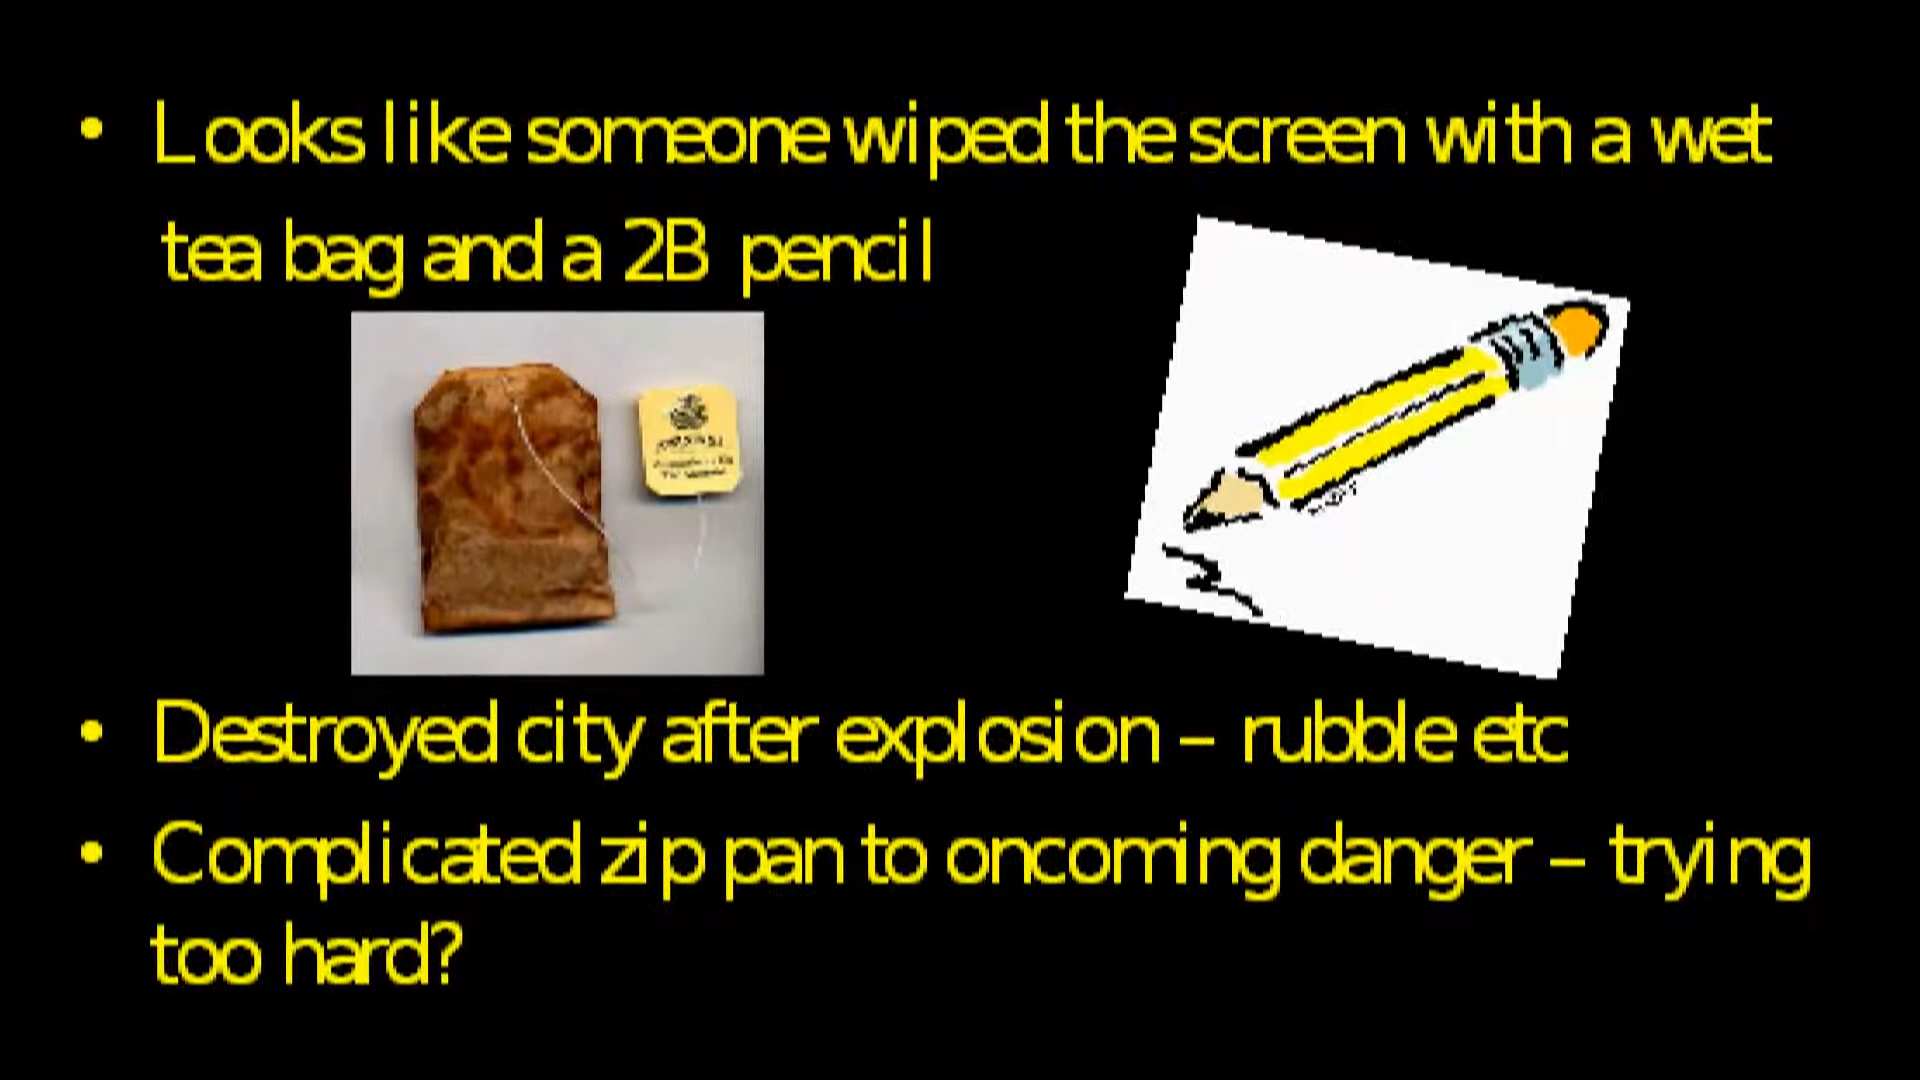 • Looks like someone wiped the screen with a wet
tea bag and a 2B pencil
• Destroyed city after explosion – rubble etc
• Complicated zip pan to oncoming danger – trying
too hard?